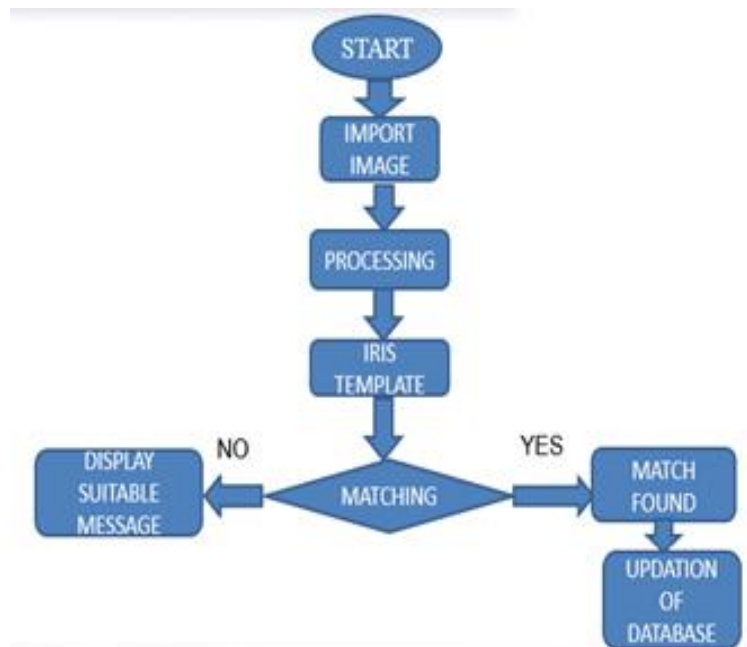 START
IMPORT
IMAGE
PROCESSING
IRIS
TEMPLATE
NO
YES
DISPLAY
SUITABLE
MESSAGE
MATCHING
MATCH
FOUND
UPDATION
OF
DATABASE